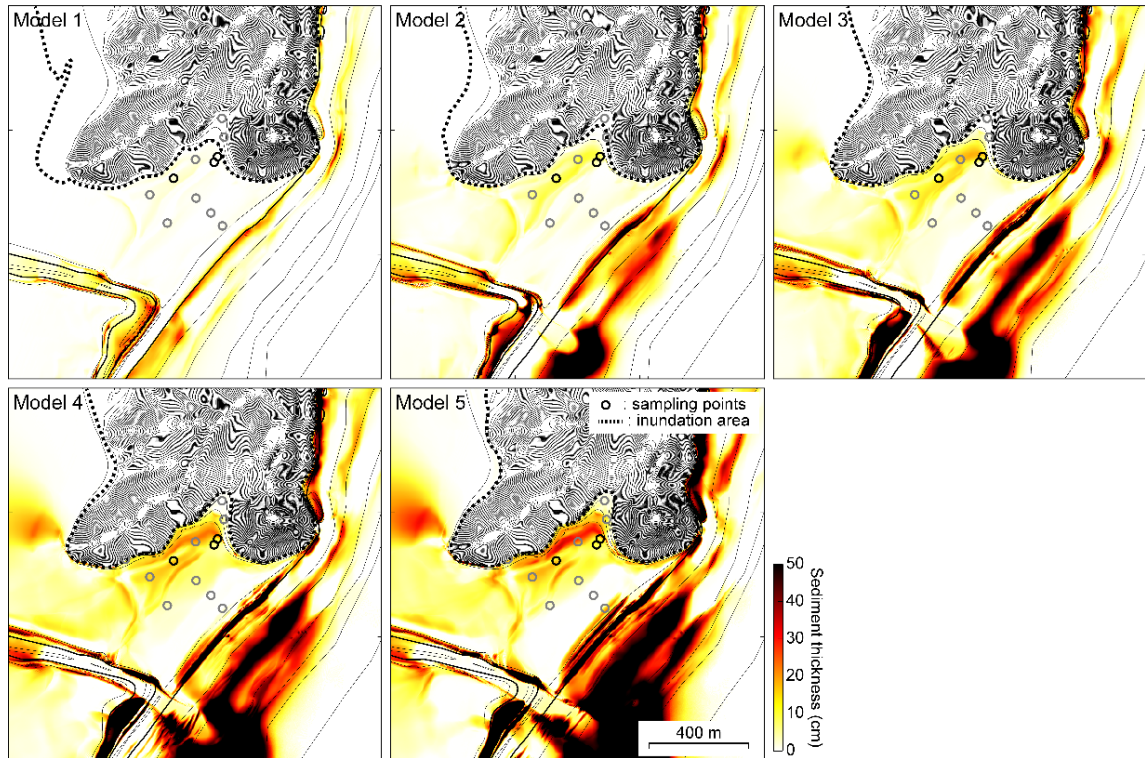 Model 1
Model 2
Model 3
Model 4
Model 5
: sampling points
: inundation area
400 m
50
40
30
20
10
0
Sediment thickness (cm)